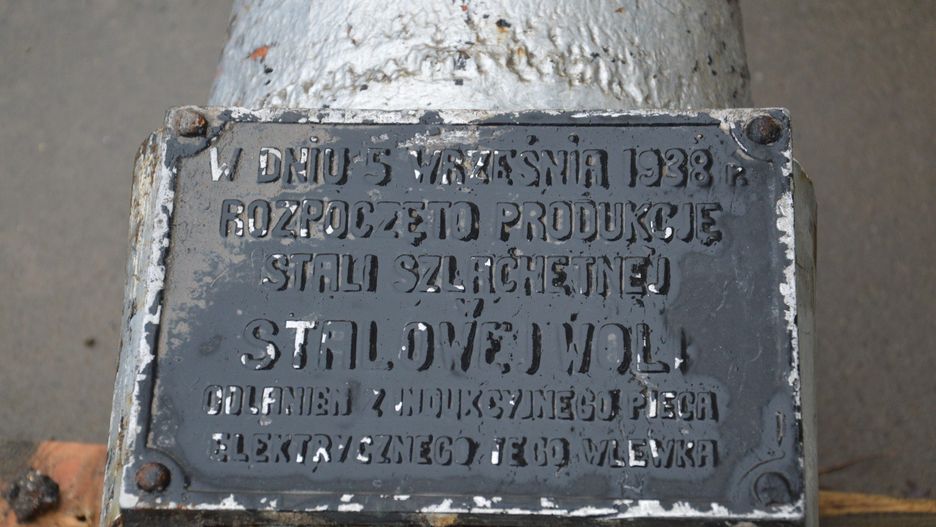 W DNIU 5 WRZEŚNIA 1938 R.
ROZPOCZĘTO PRODUKCJĘ
STALI SZLACHETNEJ
W
STALOWEJ WOLI
ODLANIEM Z INDUKCYJNEGO PIECA
ELEKTRYCZNEGO TEGO WLEWKA